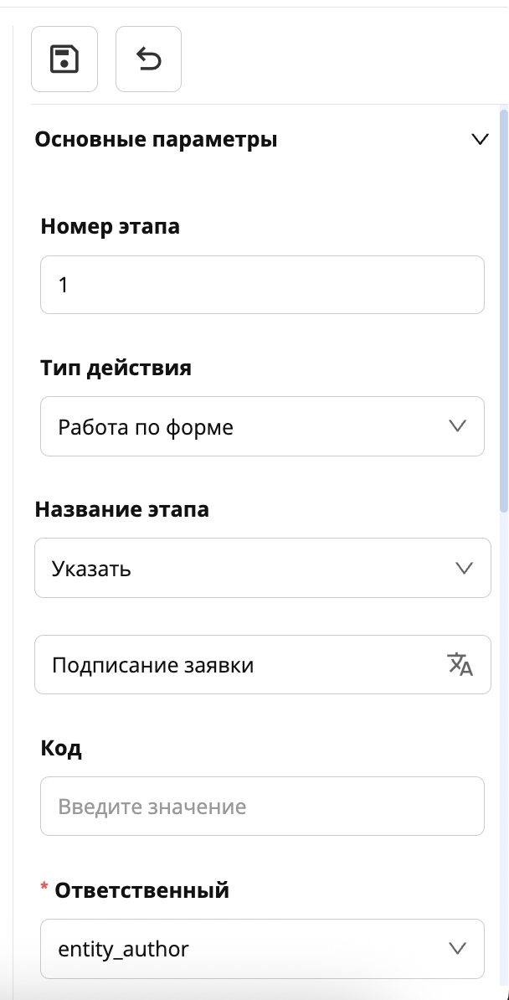 Основные параметры
Номер этапа
1
Тип действия
Работа по форме
Название этапа
Указать
Подписание заявки
Код
Введите значение
* Ответственный
entity_author